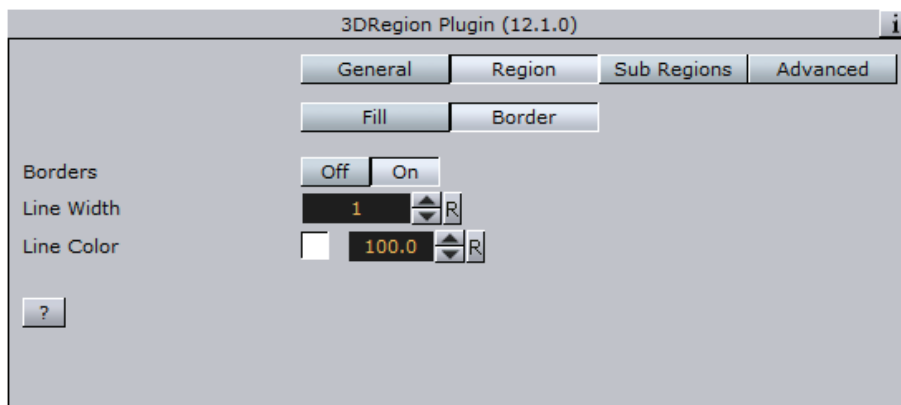 3DRegion Plugin (12.1.0) i
General Region Sub Regions Advanced
Fill Border
Borders Off On
Line Width 1 R
Line Color 100.0 R
?